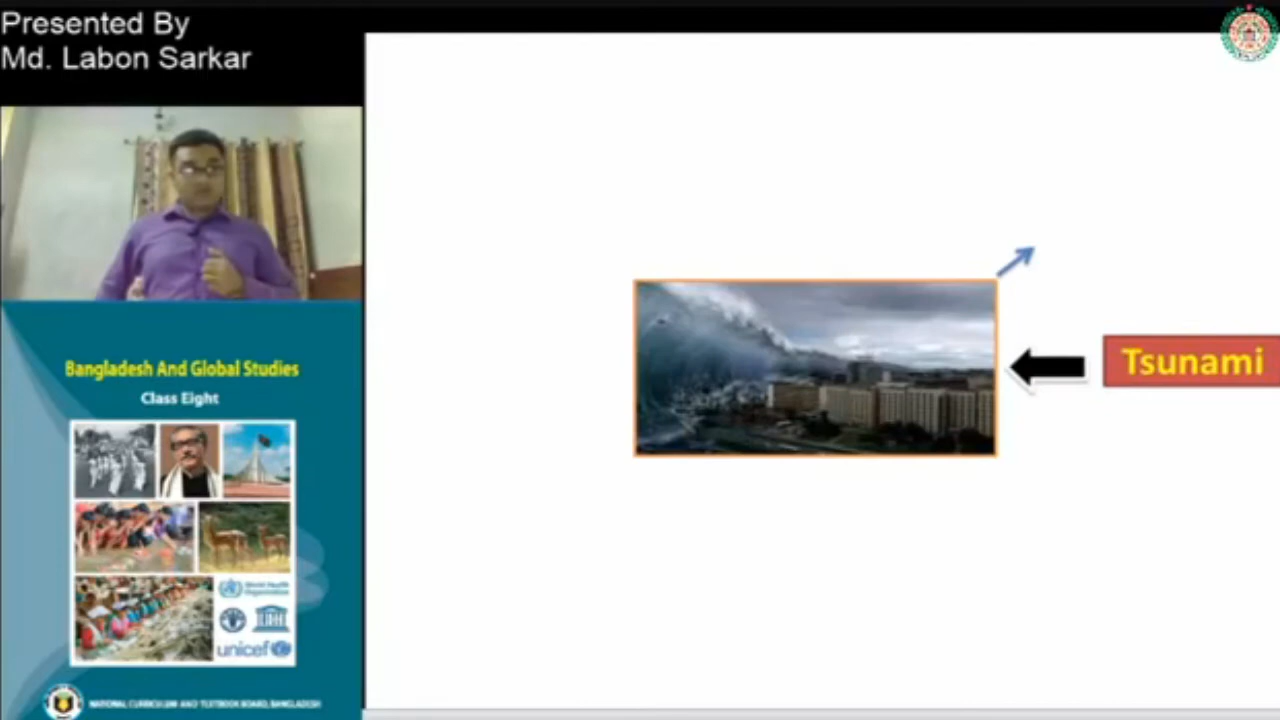 Presented By
Md. Labon Sarkar
Bangladesh And Global Studies
Class Eight
World Health
Organization
unicef
NATIONAL CURRICULUM AND TEXTBOOK BOARD, BANGLADESH
Tsunami